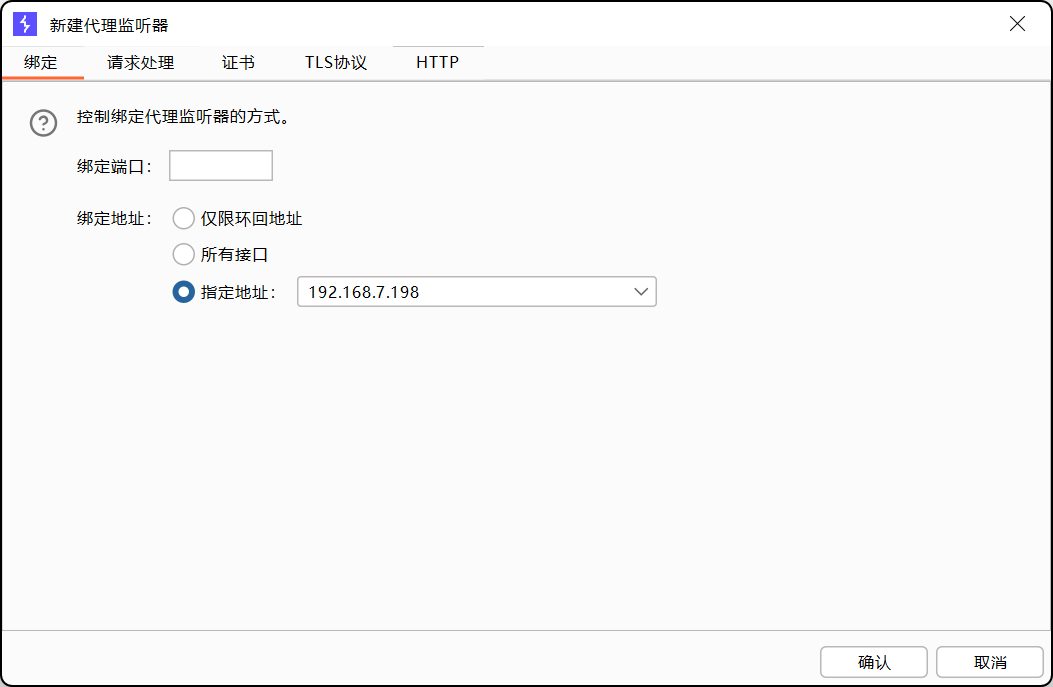 新建代理监听器
绑定 请求处理 证书 TLS协议 HTTP
控制绑定代理监听器的方式。
绑定端口：
绑定地址： 仅限环回地址
所有接口
指定地址： 192.168.7.198
确认 取消